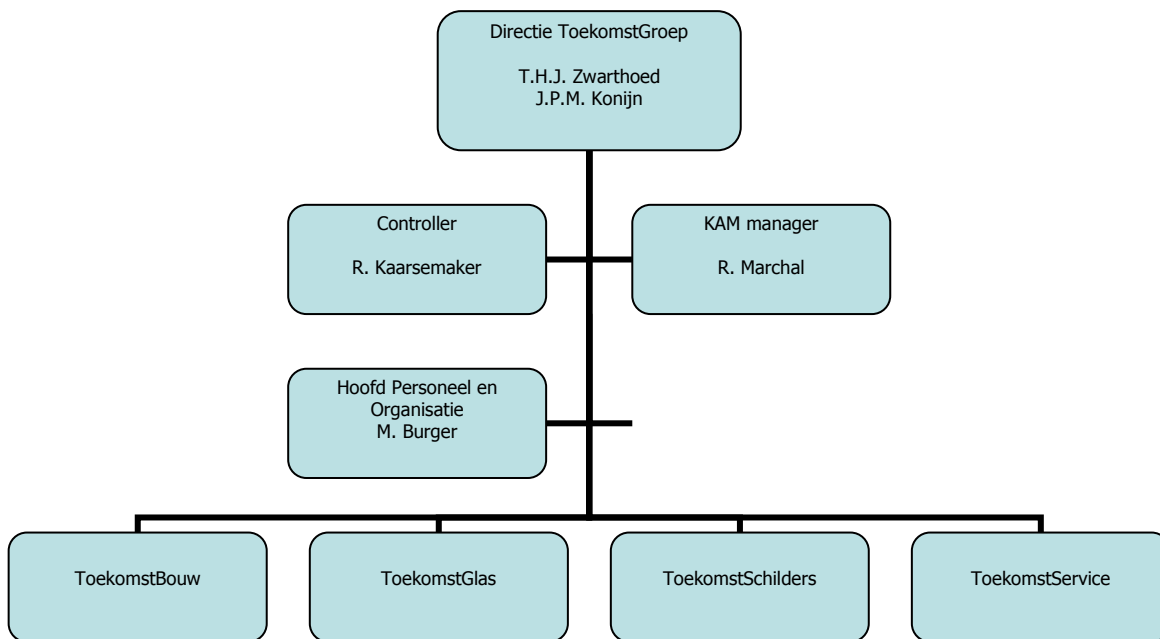 Directie ToekomstGroep
T.H.J. Zwarthoed
J.P.M. Konijn
Controller
R. Kaarsemaker
KAM manager
R. Marchal
Hoofd Personeel en
Organisatie
M. Burger
ToekomstBouw
ToekomstGlas
ToekomstSchilders
ToekomstService